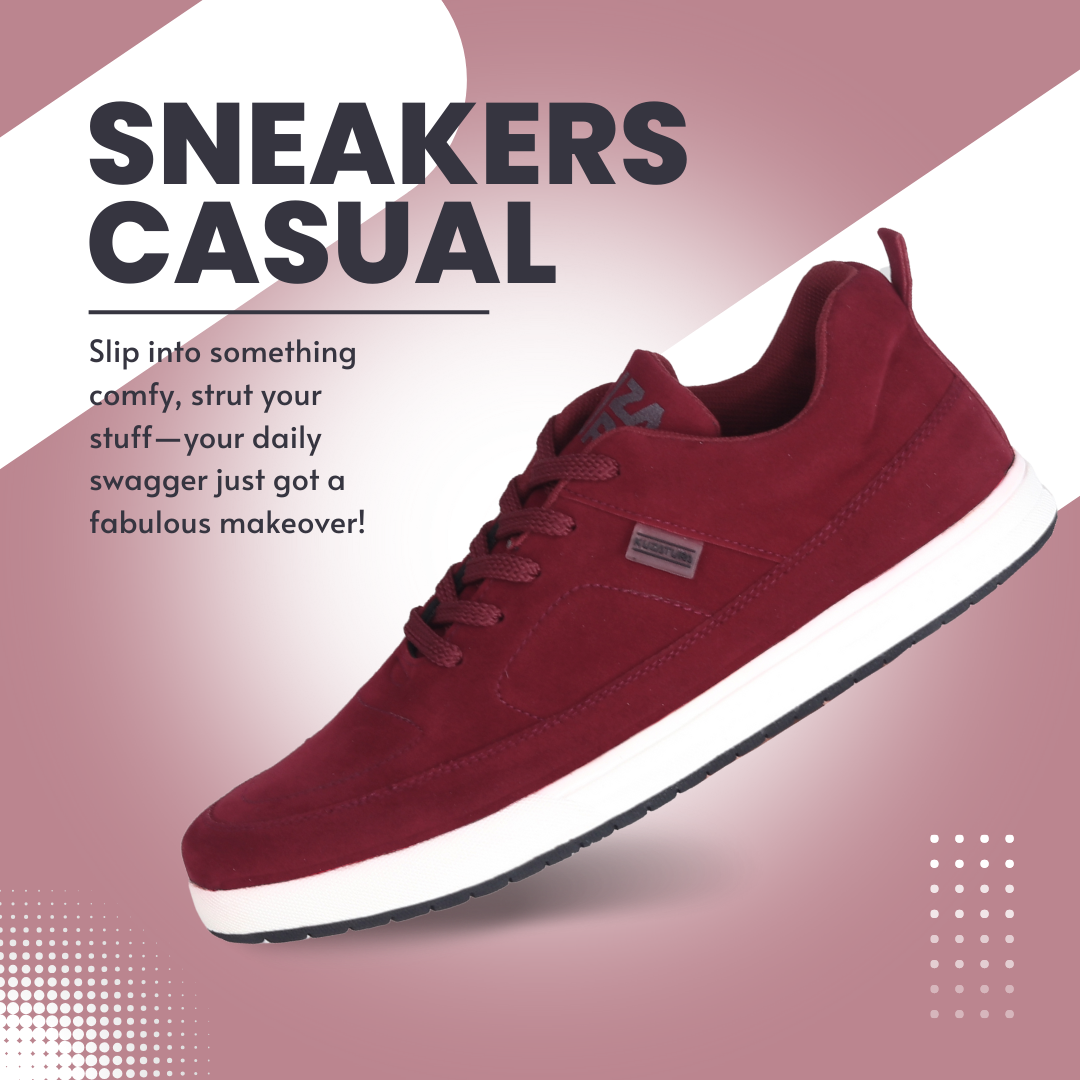 SNEAKERS
CASUAL
Slip into something
comfy, strut your
stuff—your daily
swagger just got a
fabulous makeover!